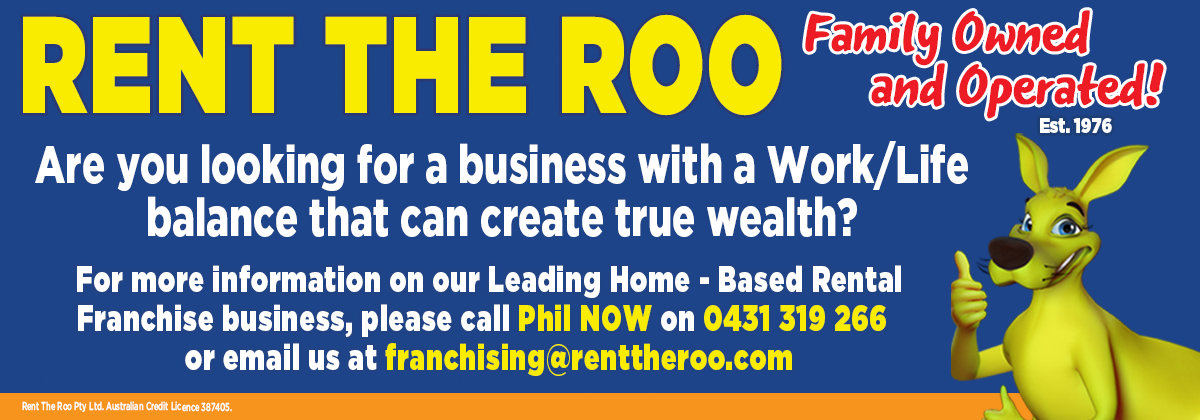 RENT THE ROO
Family Owned
and Operated!
Est. 1976
Are you looking for a business with a Work/Life
balance that can create true wealth?
For more information on our Leading Home - Based Rental
Franchise business, please call Phil NOW on 0431 319 266
or email us at franchising@renttheroo.com
Rent The Roo Pty Ltd. Australian Credit Licence 387405.